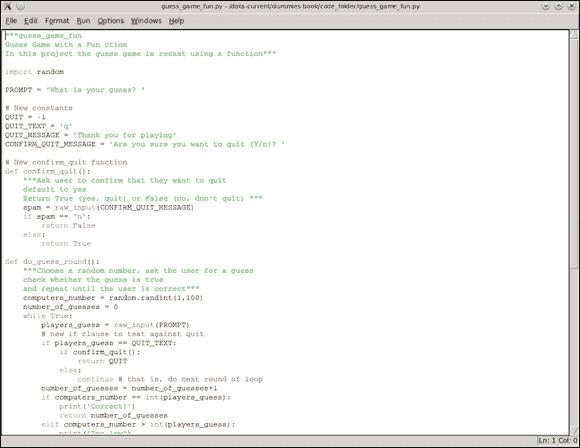 guess_game_fun.py - /data-current/dummies book/code_folder/guess_game_fun.py
File Edit Format Run Options Windows Help
"""guess_game_fun
Guess Game with a Fun ction
In this project the guess game is recast using a function"""
import random
PROMPT = 'What is your guess? '
# New constants
QUIT = -1
QUIT_TEXT = 'q'
QUIT_MESSAGE = 'Thank you for playing'
CONFIRM_QUIT_MESSAGE = 'Are you sure you want to quit (Y/n)? '
# New confirm_quit function
def confirm_quit():
    """Ask user to confirm that they want to quit
    default to yes
    Return True (yes, quit) or False (no, don't quit) """
    spam = raw_input(CONFIRM_QUIT_MESSAGE)
    if spam == 'n':
        return False
    else:
        return True
def do_guess_round():
    """Choose a random number, ask the user for a guess
    check whether the guess is true
    and repeat until the user is correct"""
    computers_number = random.randint(1,100)
    number_of_guesses = 0
    while True:
        players_guess = raw_input(PROMPT)
        # new if clause to test against quit
        if players_guess == QUIT_TEXT:
            if confirm_quit():
                return QUIT
            else:
                continue # that is, do next round of loop
        number_of_guesses = number_of_guesses+1
        if computers_number == int(players_guess):
            print('Correct!')
            return number_of_guesses
        elif computers_number > int(players_guess):
            print('Too low')
Ln: 1 Col: 0